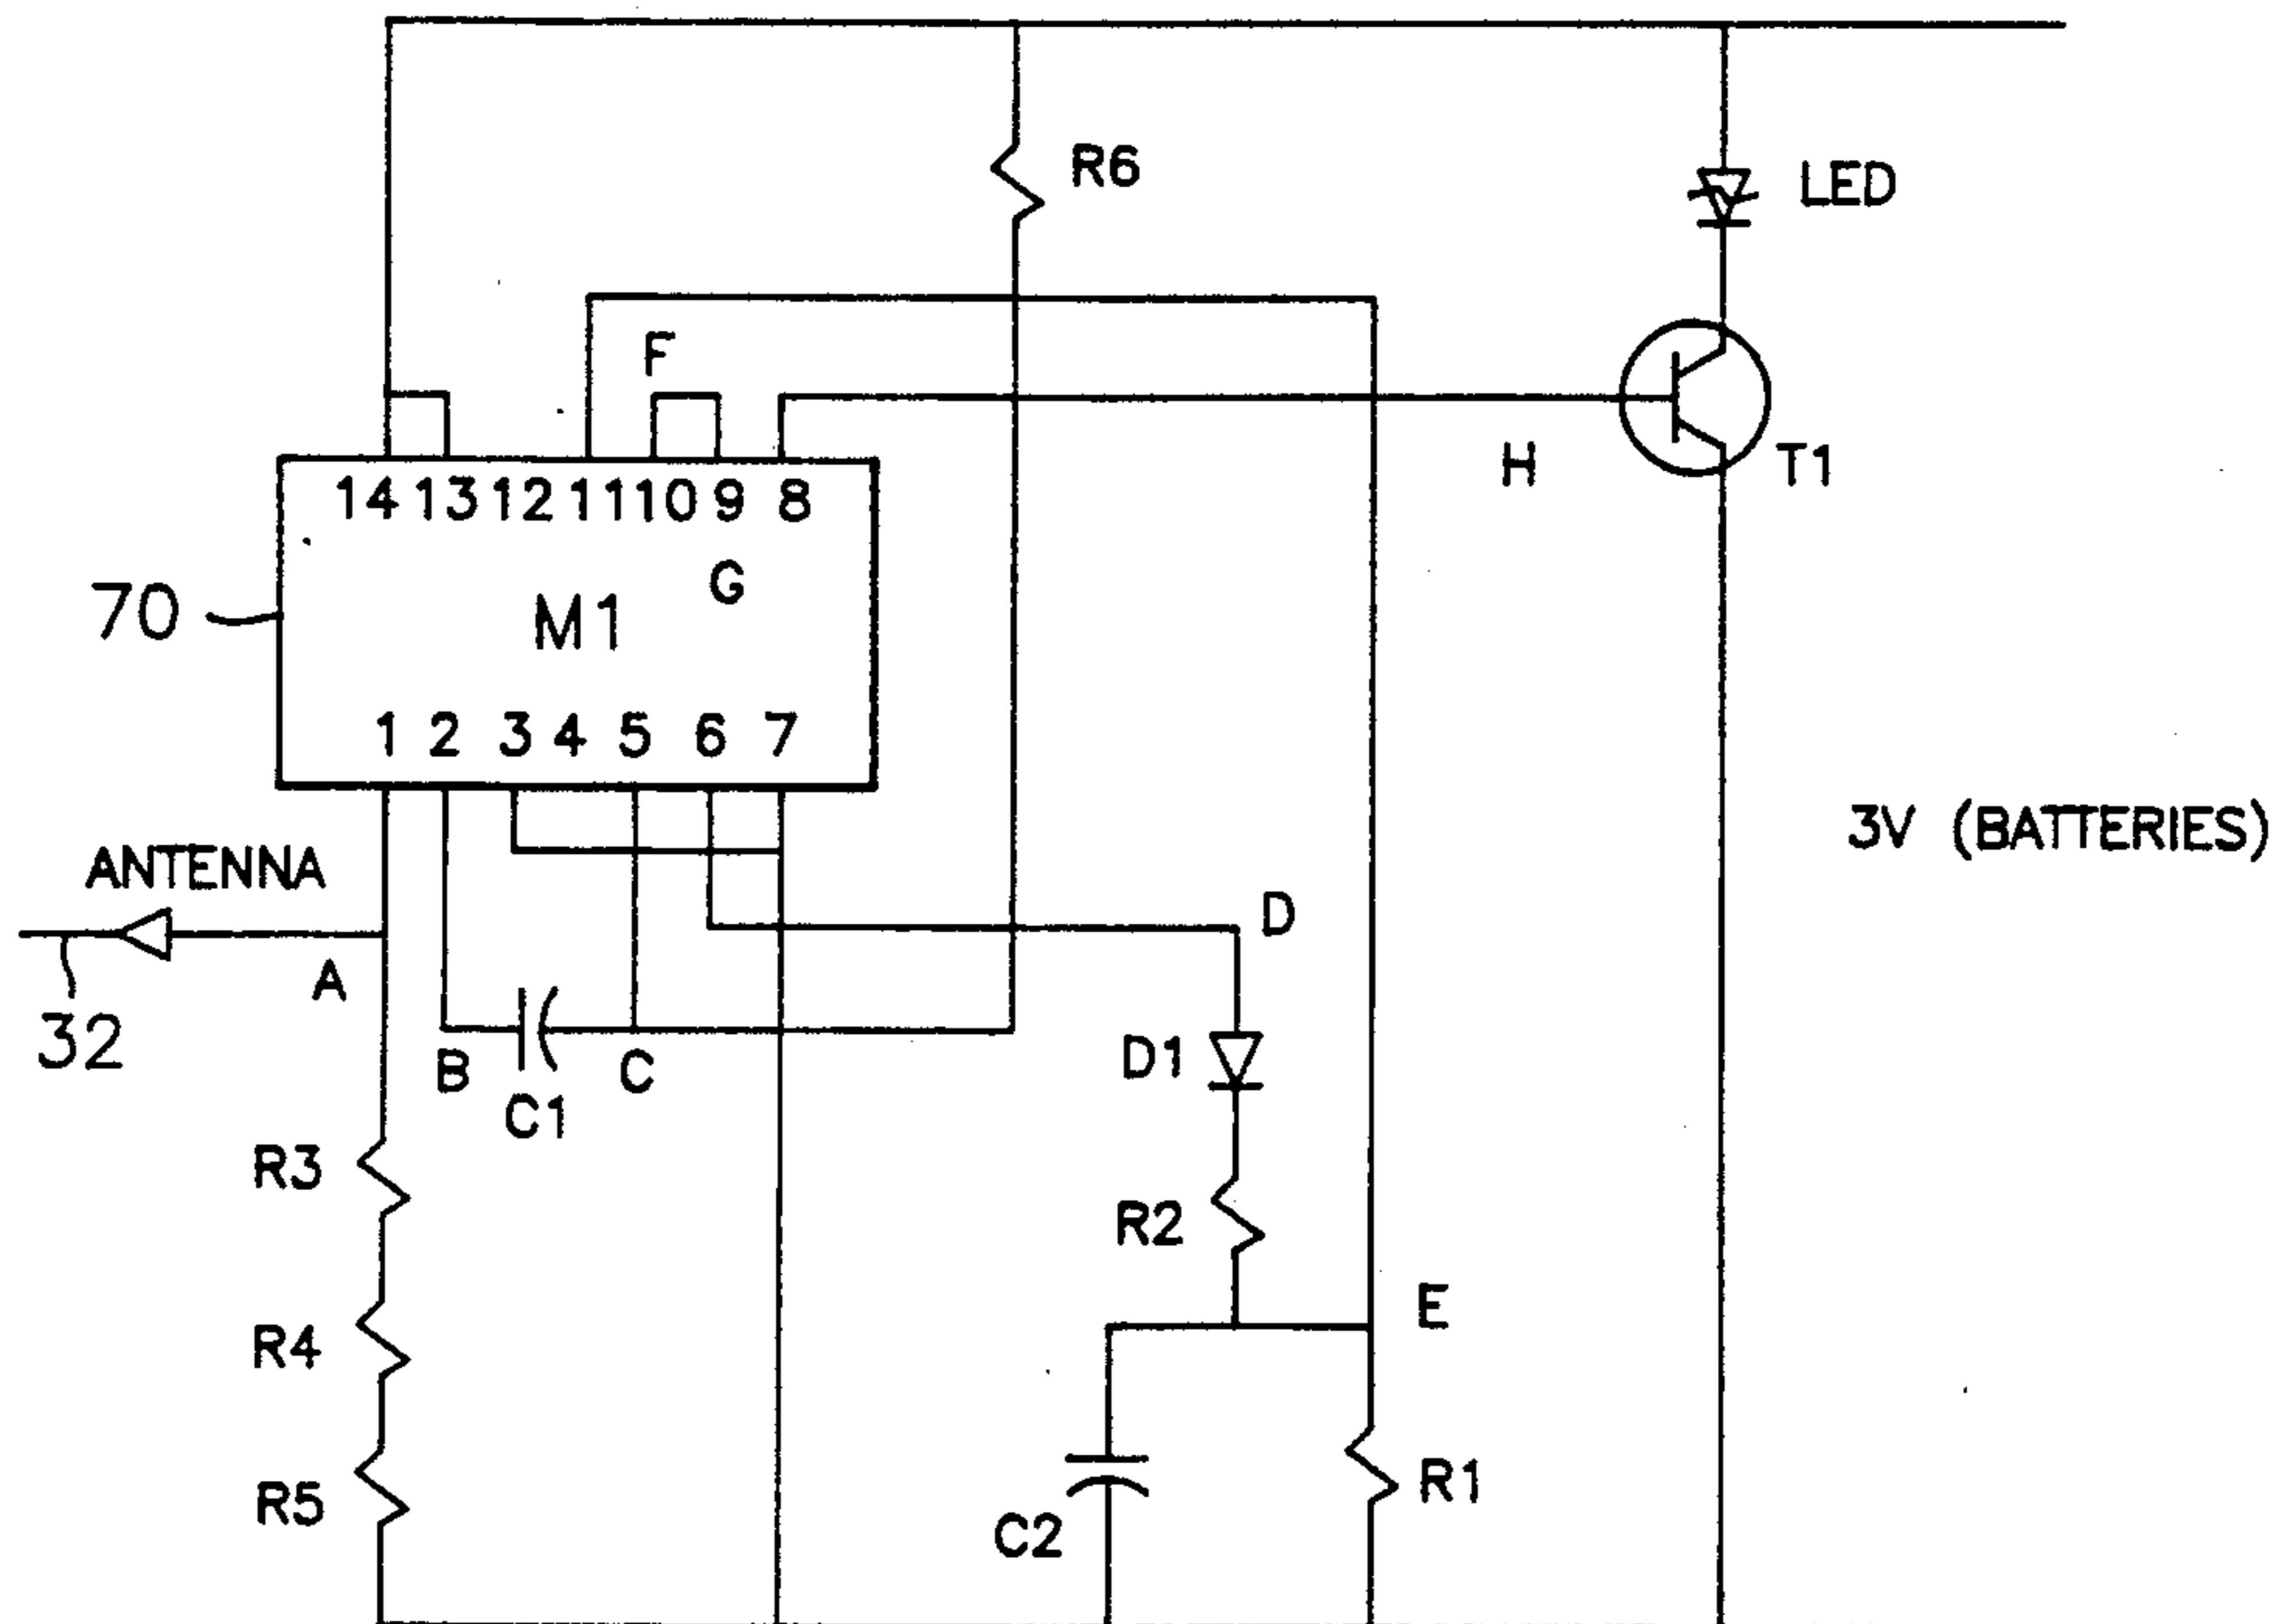 R6
LED
F
H
T1
14 13 12 11 10 9 8
G
70
M1
1 2 3 4 5 6 7
3V (BATTERIES)
ANTENNA
D
A
32
B
C
D1
C1
R3
R2
E
R4
R1
R5
C2